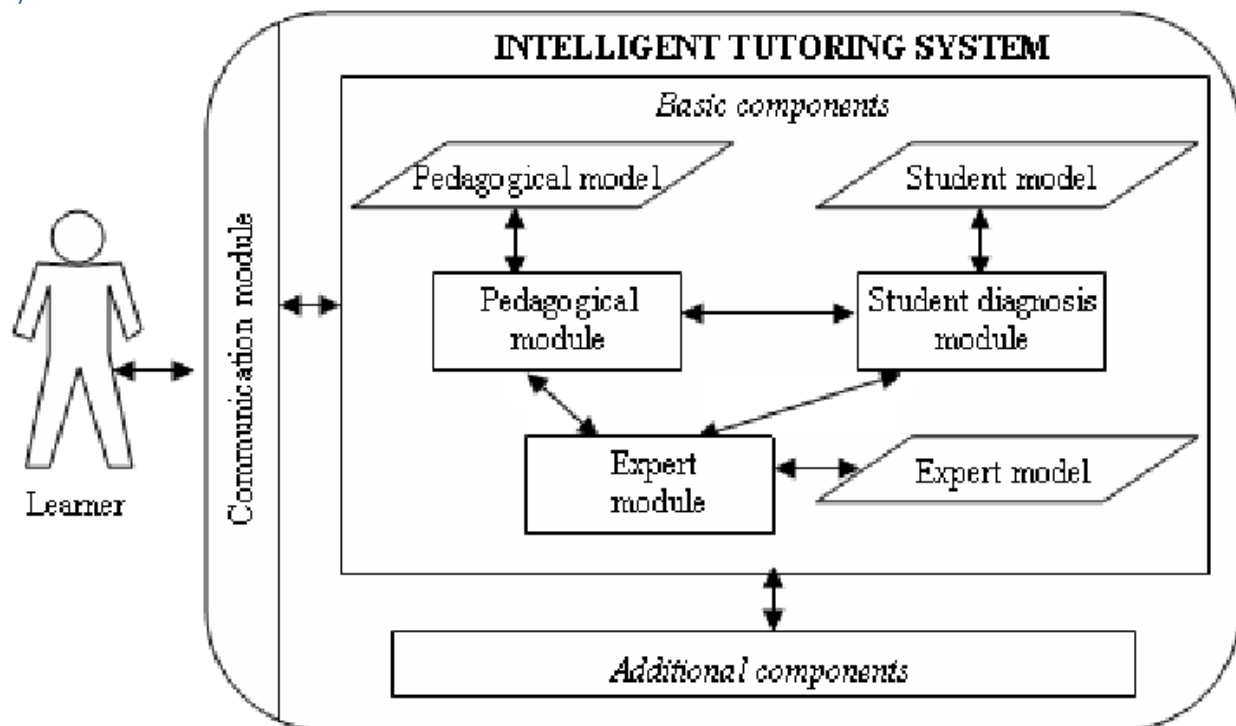 INTELLIGENT TUTORING SYSTEM
Basic components
Pedagogical model
Student model
Pedagogical
module
Student diagnosis
module
Expert
module
Expert model
Communication module
Learner
Additional components